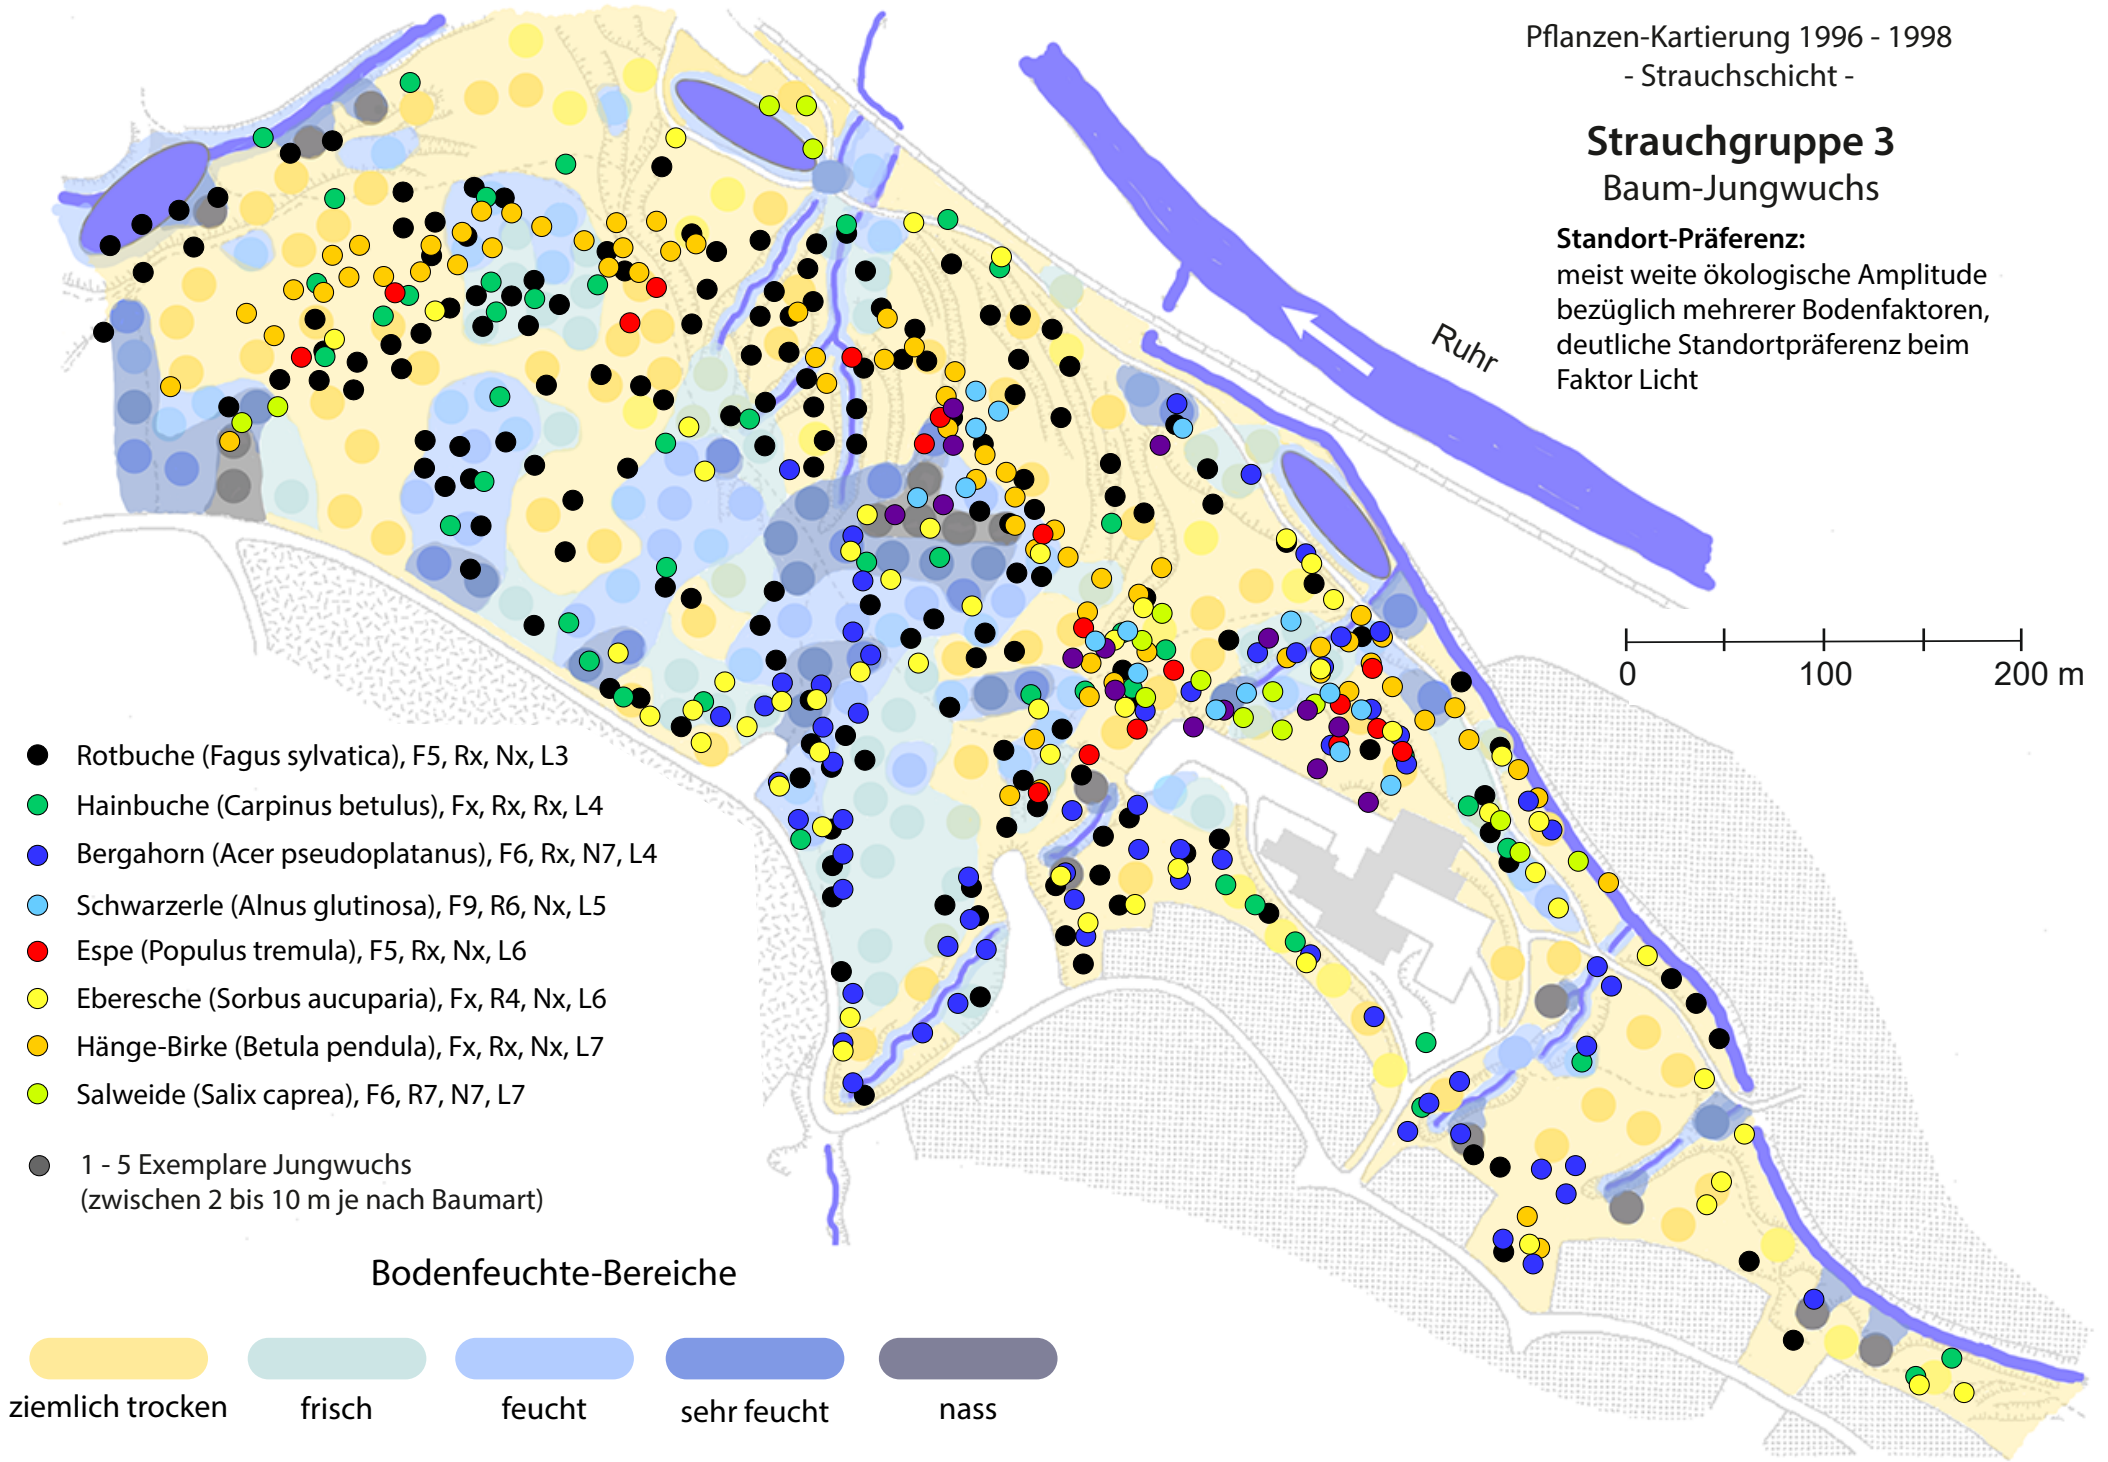 Pflanzen-Kartierung 1996 - 1998
- Strauchschicht -
Strauchgruppe 3
Baum-Jungwuchs
Standort-Präferenz:
meist weite ökologische Amplitude
bezüglich mehrerer Bodenfaktoren,
deutliche Standortpräferenz beim
Faktor Licht
Ruhr
0 100 200 m
Rotbuche (Fagus sylvatica), F5, Rx, Nx, L3
Hainbuche (Carpinus betulus), Fx, Rx, Rx, L4
Bergahorn (Acer pseudoplatanus), F6, Rx, N7, L4
Schwarzerle (Alnus glutinosa), F9, R6, Nx, L5
Espe (Populus tremula), F5, Rx, Nx, L6
Eberesche (Sorbus aucuparia), Fx, R4, Nx, L6
Hänge-Birke (Betula pendula), Fx, Rx, Nx, L7
Salweide (Salix caprea), F6, R7, N7, L7
1 - 5 Exemplare Jungwuchs
(zwischen 2 bis 10 m je nach Baumart)
Bodenfeuchte-Bereiche
ziemlich trocken frisch feucht sehr feucht nass